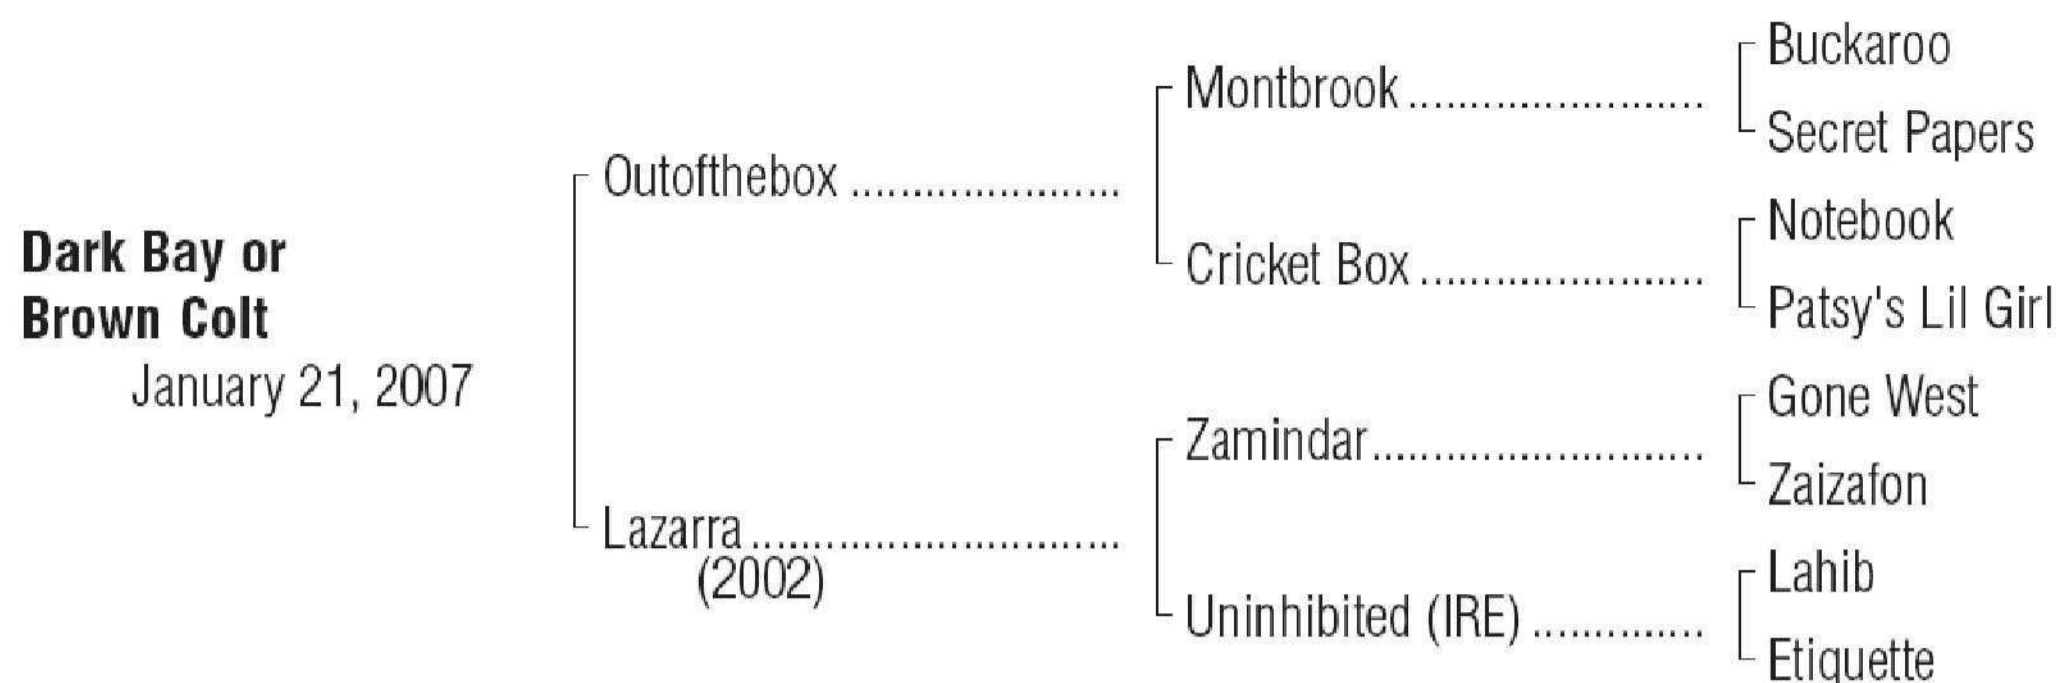 Buckaroo
Montbrook ........................
Secret Papers
Outofthebox ......................
Notebook
Cricket Box .......................
Patsy's Lil Girl
Dark Bay or
Brown Colt
January 21, 2007
Gone West
Zamindar...........................
Zaizafon
Lazarra ..............................
(2002)
Lahib
Uninhibited (IRE) ..............
Etiquette